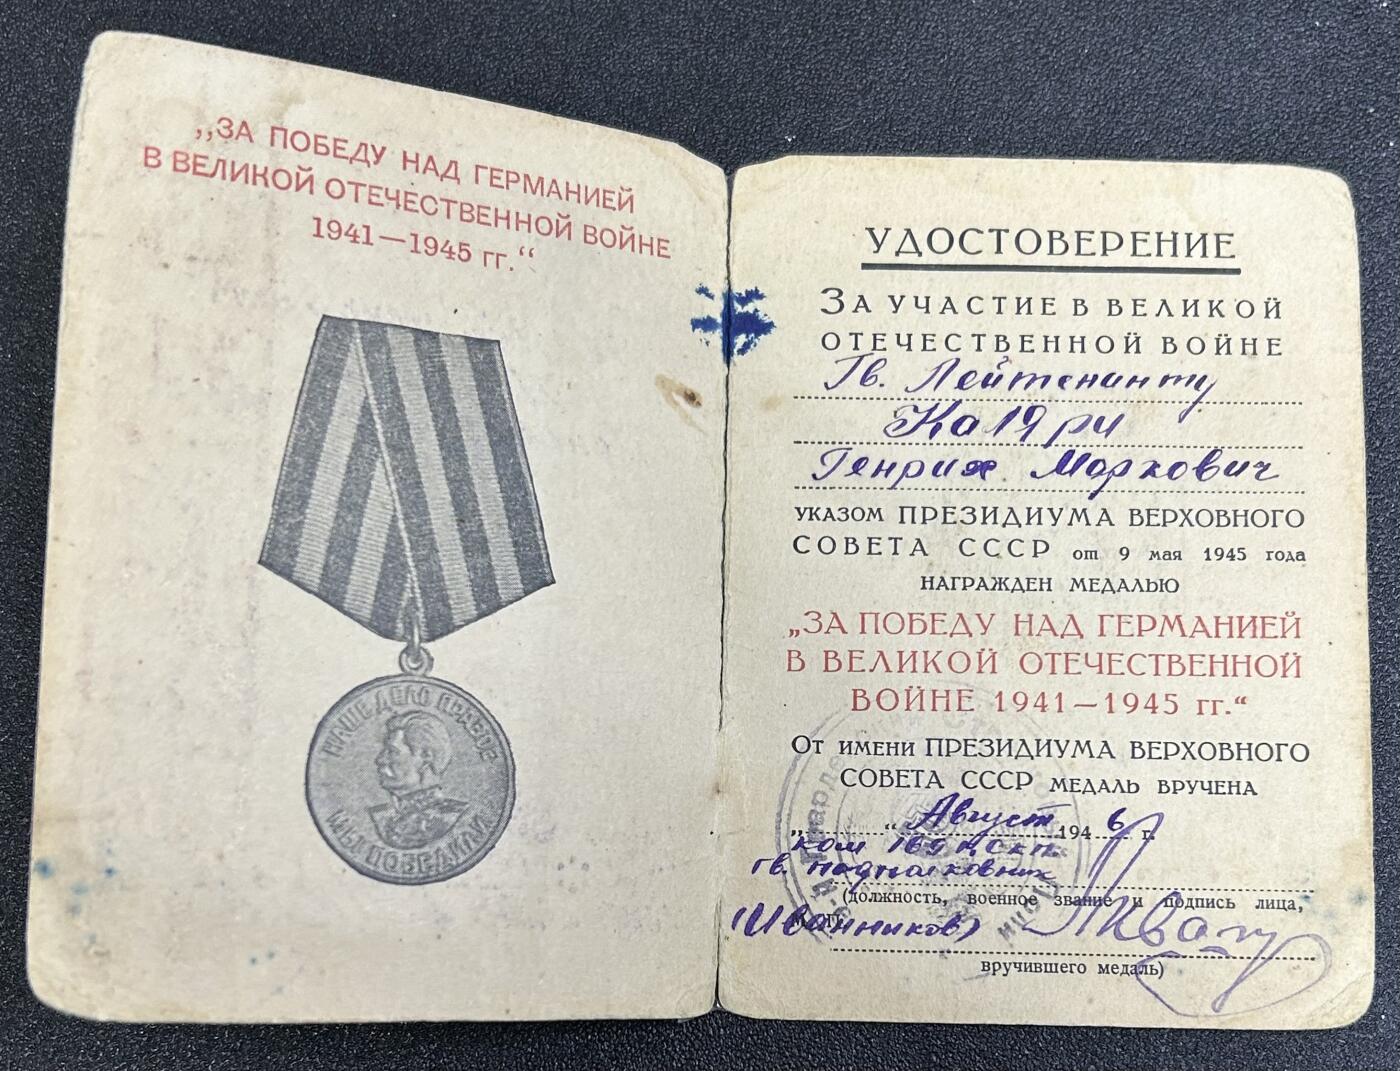 „ЗА ПОБЕДУ НАД ГЕРМАНИЕЙ
В ВЕЛИКОЙ ОТЕЧЕСТВЕННОЙ ВОЙНЕ
1941—1945 гг.“
НАШЕ ДЕЛО ПРАВОЕ
МЫ ПОБЕДИЛИ
УДОСТОВЕРЕНИЕ
ЗА УЧАСТИЕ В ВЕЛИКОЙ
ОТЕЧЕСТВЕННОЙ ВОЙНЕ
Гв. Лейтенанту
Генрих Маркович
УКАЗОМ ПРЕЗИДИУМА ВЕРХОВНОГО
СОВЕТА СССР от 9 мая 1945 года
НАГРАЖДЕН МЕДАЛЬЮ
„ЗА ПОБЕДУ НАД ГЕРМАНИЕЙ
В ВЕЛИКОЙ ОТЕЧЕСТВЕННОЙ
ВОЙНЕ 1941—1945 гг.“
ОТ ИМЕНИ ПРЕЗИДИУМА ВЕРХОВНОГО
СОВЕТА СССР МЕДАЛЬ ВРУЧЕНА
„ “ Август 1946 г.
гв. подполковник
(должность, военное звание и подпись лица,
(Иванников)
вручившего медаль)